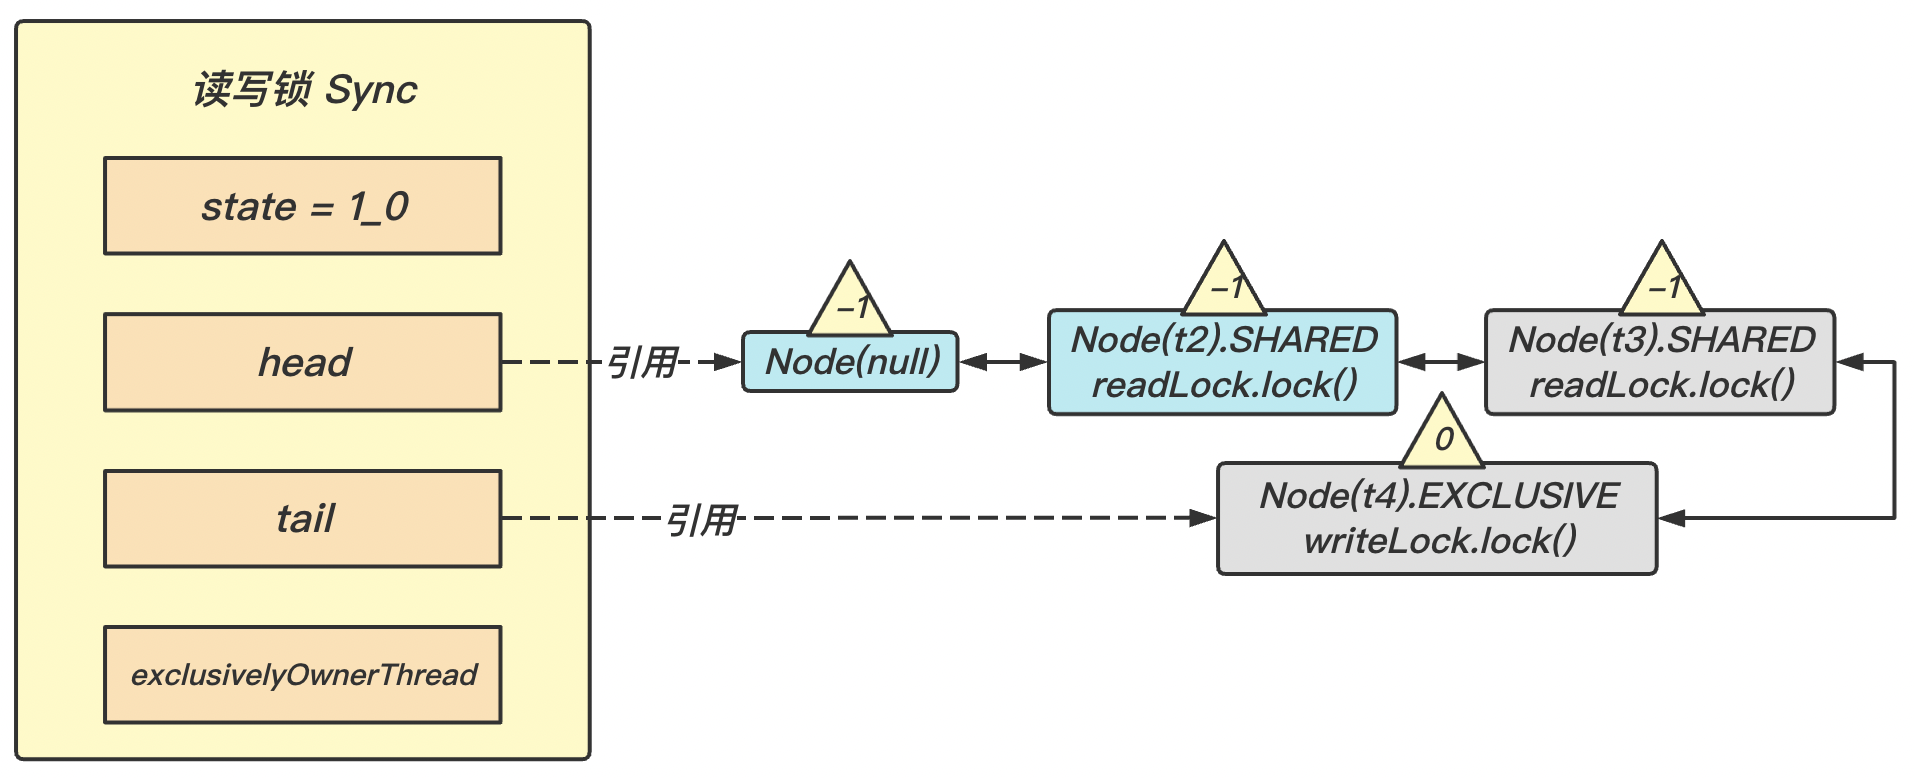 读写锁 Sync
state = 1_0
head
tail
exclusivelyOwnerThread
引用
引用
-1
Node(null)
-1
Node(t2).SHARED
readLock.lock()
-1
Node(t3).SHARED
readLock.lock()
0
Node(t4).EXCLUSIVE
writeLock.lock()